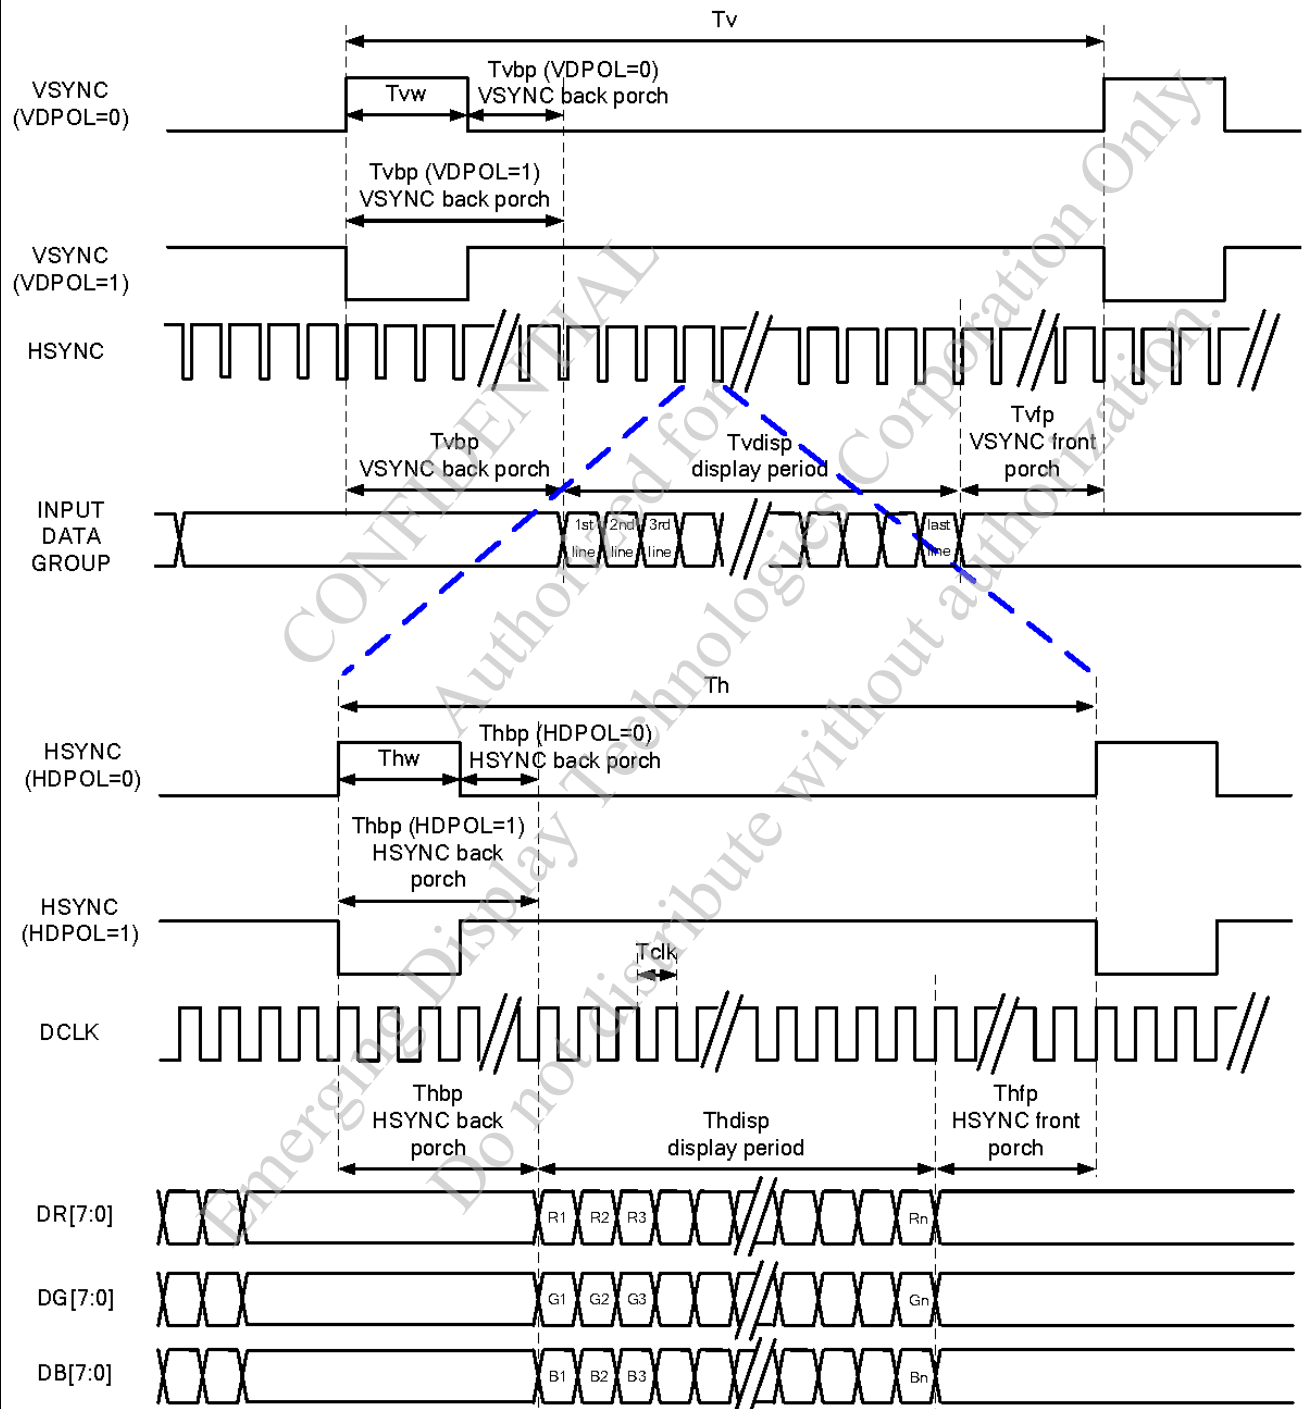 Tv
VSYNC
(VDPOL=0)
Tvw
Tvbp (VDPOL=0)
VSYNC back porch
Tvbp (VDPOL=1)
VSYNC back porch
VSYNC
(VDPOL=1)
HSYNC
Tvbp
VSYNC back porch
Tvdisp
display period
Tvfp
VSYNC front
porch
INPUT
DATA
GROUP
1st
line
2nd
line
3rd
line
last
line
Th
HSYNC
(HDPOL=0)
Thw
Thbp (HDPOL=0)
HSYNC back porch
Thbp (HDPOL=1)
HSYNC back
porch
HSYNC
(HDPOL=1)
Tclk
DCLK
Thbp
HSYNC back
porch
Thdisp
display period
Thfp
HSYNC front
porch
DR[7:0]
R1 R2 R3 Rn
DG[7:0]
G1 G2 G3 Gn
DB[7:0]
B1 B2 B3 Bn
CONFIDENTIAL
Authorized for
Emerging Display Technologies Corporation Only.
Do not distribute without authorization.